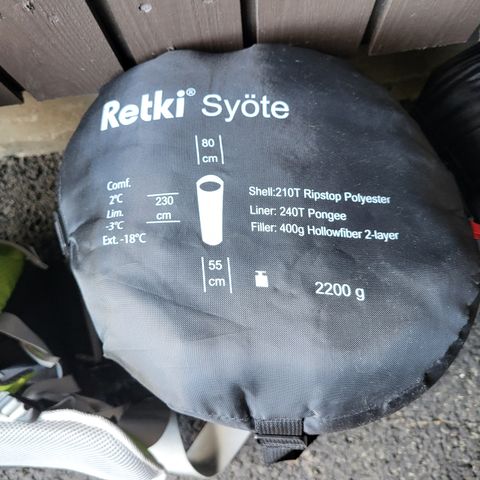 Retki® Syöte
80
cm
Comf.
2°C
Lim.
-3°C
Ext. -18°C
230
cm
Shell:210T Ripstop Polyester
Liner: 240T Pongee
Filler: 400g Hollowfiber 2-layer
55
cm
2200 g